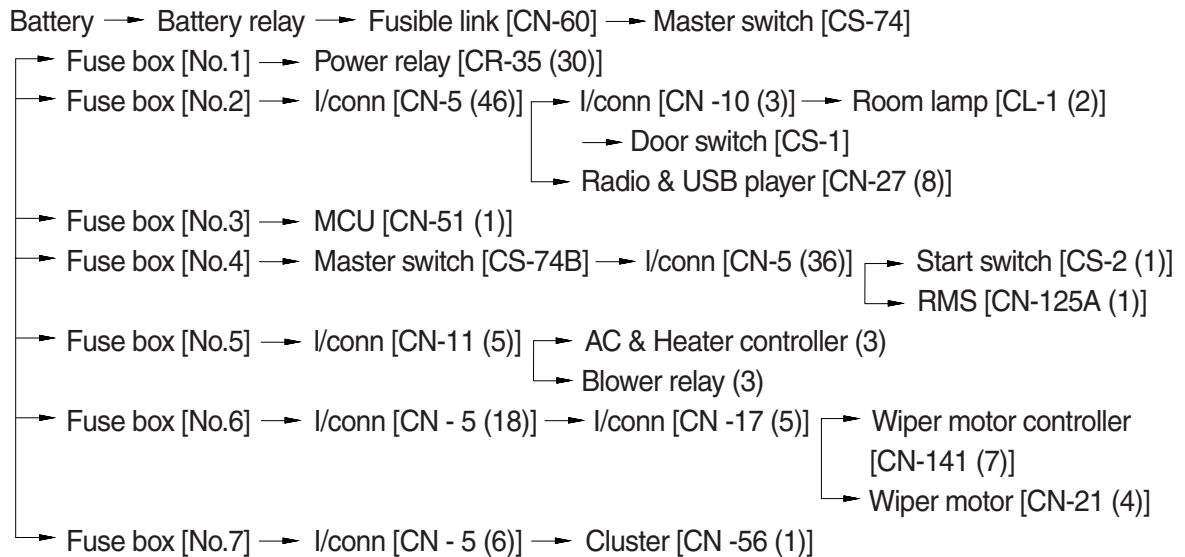 Battery → Battery relay → Fusible link [CN-60] → Master switch [CS-74]
→ Fuse box [No.1] → Power relay [CR-35 (30)]
→ Fuse box [No.2] → I/conn [CN-5 (46)] → I/conn [CN -10 (3)] → Room lamp [CL-1 (2)]
→ Door switch [CS-1]
→ Radio & USB player [CN-27 (8)]
→ Fuse box [No.3] → MCU [CN-51 (1)]
→ Fuse box [No.4] → Master switch [CS-74B] → I/conn [CN-5 (36)] → Start switch [CS-2 (1)]
→ RMS [CN-125A (1)]
→ Fuse box [No.5] → I/conn [CN-11 (5)] → AC & Heater controller (3)
→ Blower relay (3)
→ Fuse box [No.6] → I/conn [CN - 5 (18)] → I/conn [CN -17 (5)] → Wiper motor controller
[CN-141 (7)]
→ Wiper motor [CN-21 (4)]
→ Fuse box [No.7] → I/conn [CN - 5 (6)] → Cluster [CN -56 (1)]